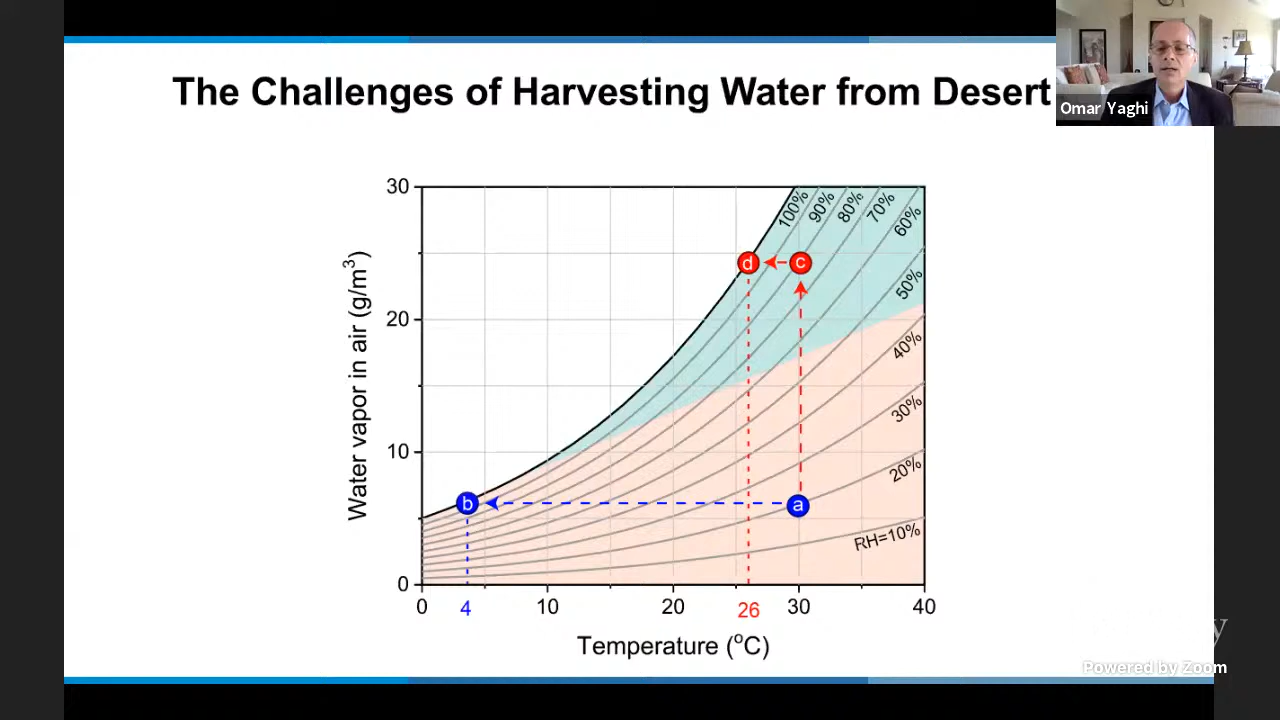 The Challenges of Harvesting Water from Desert
Omar Yaghi
30
20
10
0
Water vapor in air (g/m³)
100%
90%
80%
70%
60%
50%
40%
30%
20%
RH=10%
d
c
b
a
0
4
10
20
26
30
40
Temperature (°C)
y
Powered by Zoom